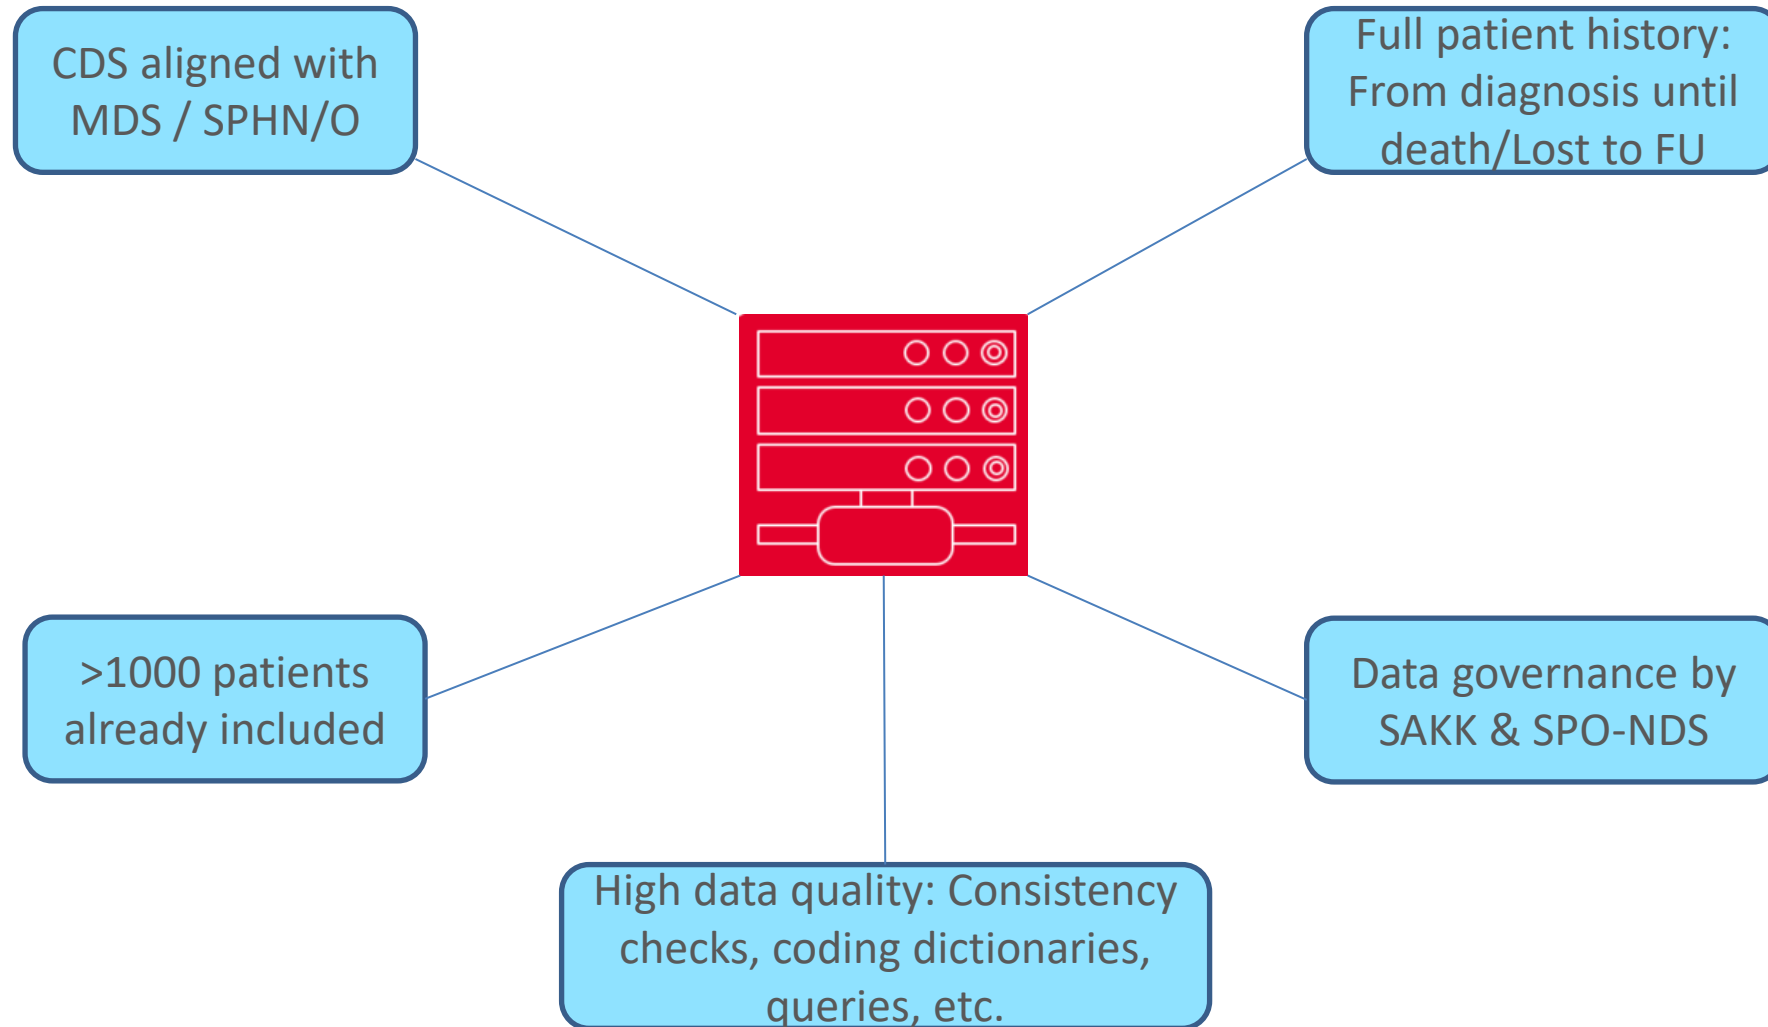 CDS aligned with
MDS / SPHN/O
Full patient history:
From diagnosis until
death/Lost to FU
>1000 patients
already included
Data governance by
SAKK & SPO-NDS
High data quality: Consistency
checks, coding dictionaries,
queries, etc.